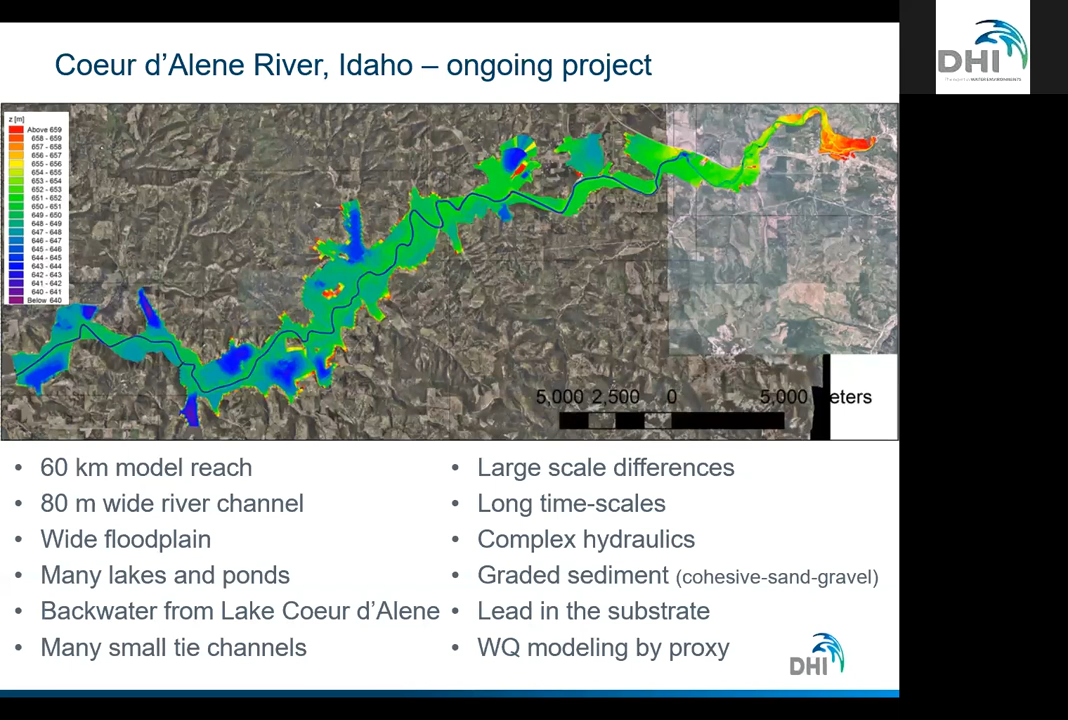 Coeur d’Alene River, Idaho – ongoing project
DHI
z [m]
Above 659
658 - 659
657 - 658
656 - 657
655 - 656
654 - 655
653 - 654
652 - 653
651 - 652
650 - 651
649 - 650
648 - 649
647 - 648
646 - 647
645 - 646
644 - 645
643 - 644
642 - 643
641 - 642
640 - 641
Below 640
5,000 2,500 0 5,000 eters
• 60 km model reach
• 80 m wide river channel
• Wide floodplain
• Many lakes and ponds
• Backwater from Lake Coeur d’Alene
• Many small tie channels
• Large scale differences
• Long time-scales
• Complex hydraulics
• Graded sediment (cohesive-sand-gravel)
• Lead in the substrate
• WQ modeling by proxy
DHI